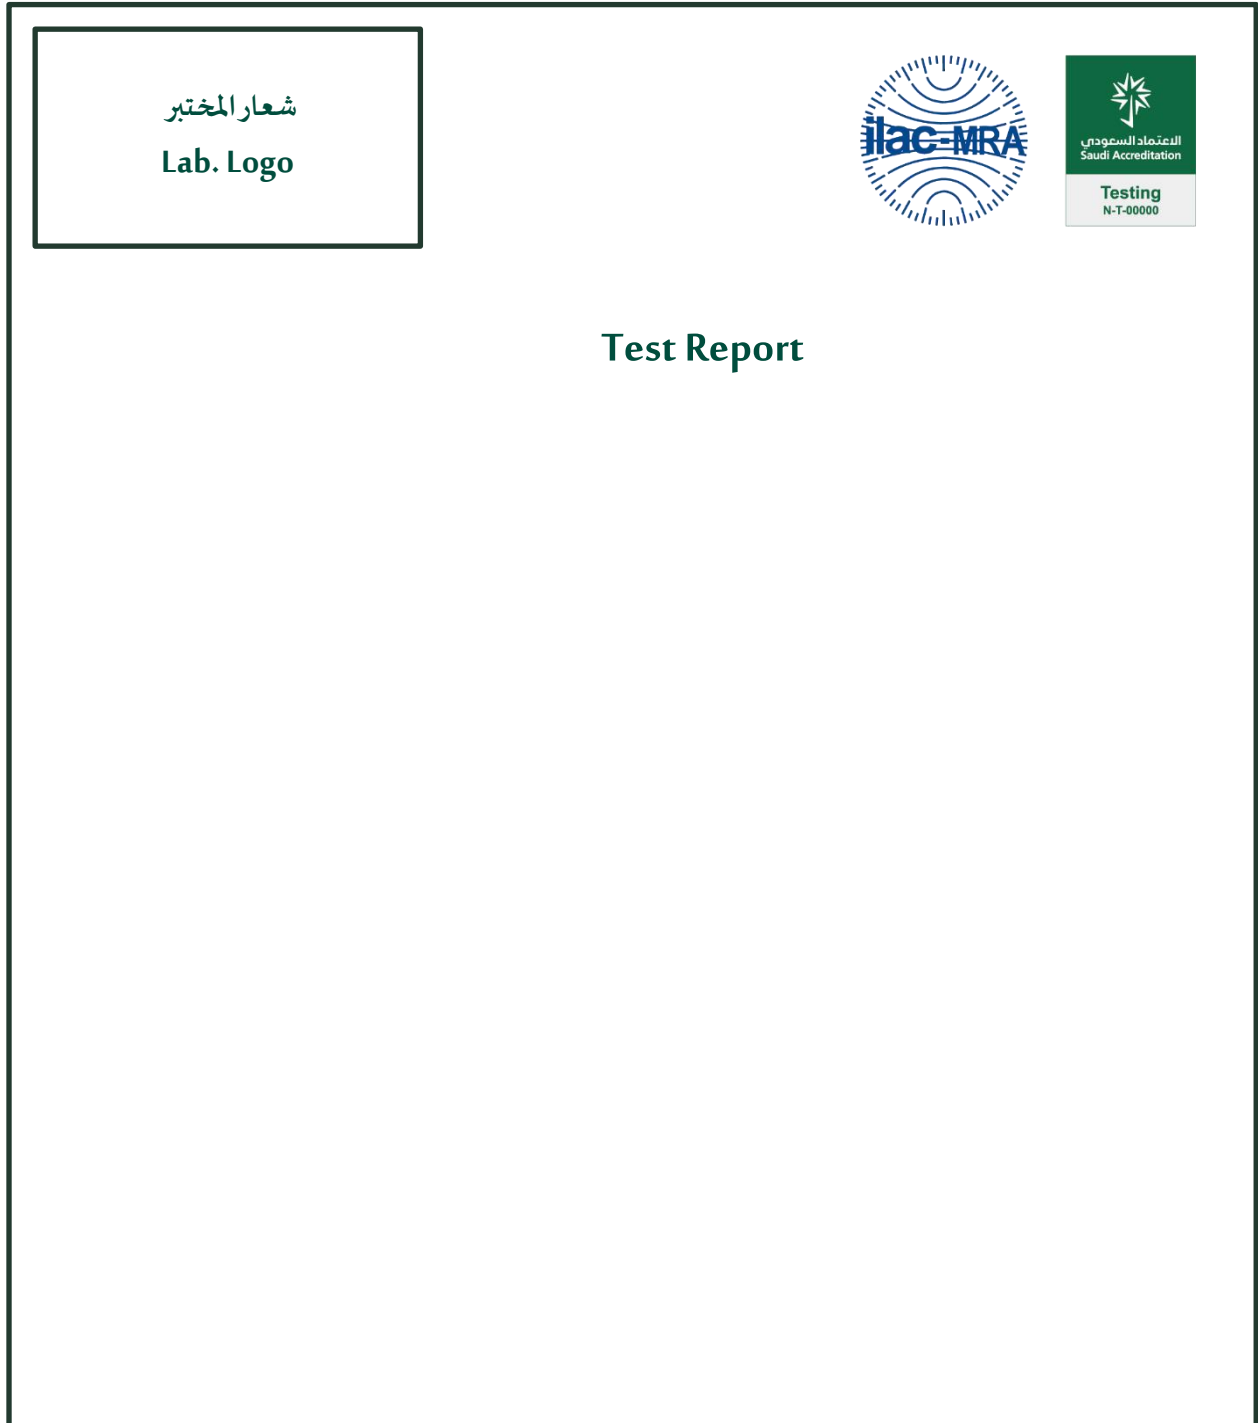 شعار المختبر
Lab. Logo
ilac-MRA
الاعتماد السعودي
Saudi Accreditation
Testing
N-T-00000
Test Report